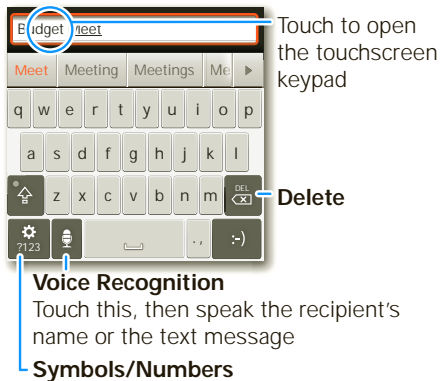 Budget Meet
Touch to open
the touchscreen
keypad
Meet Meeting Meetings Me
q w e r t y u i o p
a s d f g h j k l
z x c v b n m DEL
Delete
?123 ., :-)
Voice Recognition
Touch this, then speak the recipient's
name or the text message
Symbols/Numbers